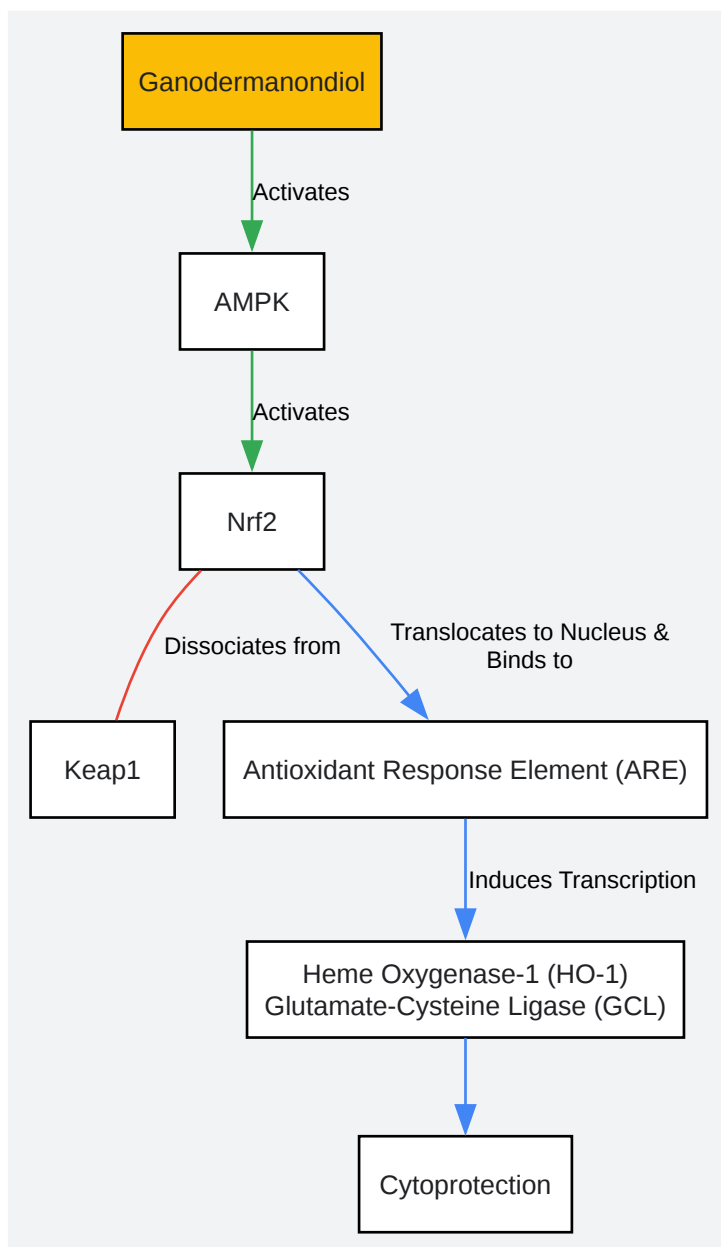 Ganodermanondiol
Activates
AMPK
Activates
Nrf2
Dissociates from
Translocates to Nucleus &
Binds to
Keap1
Antioxidant Response Element (ARE)
Induces Transcription
Heme Oxygenase-1 (HO-1)
Glutamate-Cysteine Ligase (GCL)
Cytoprotection